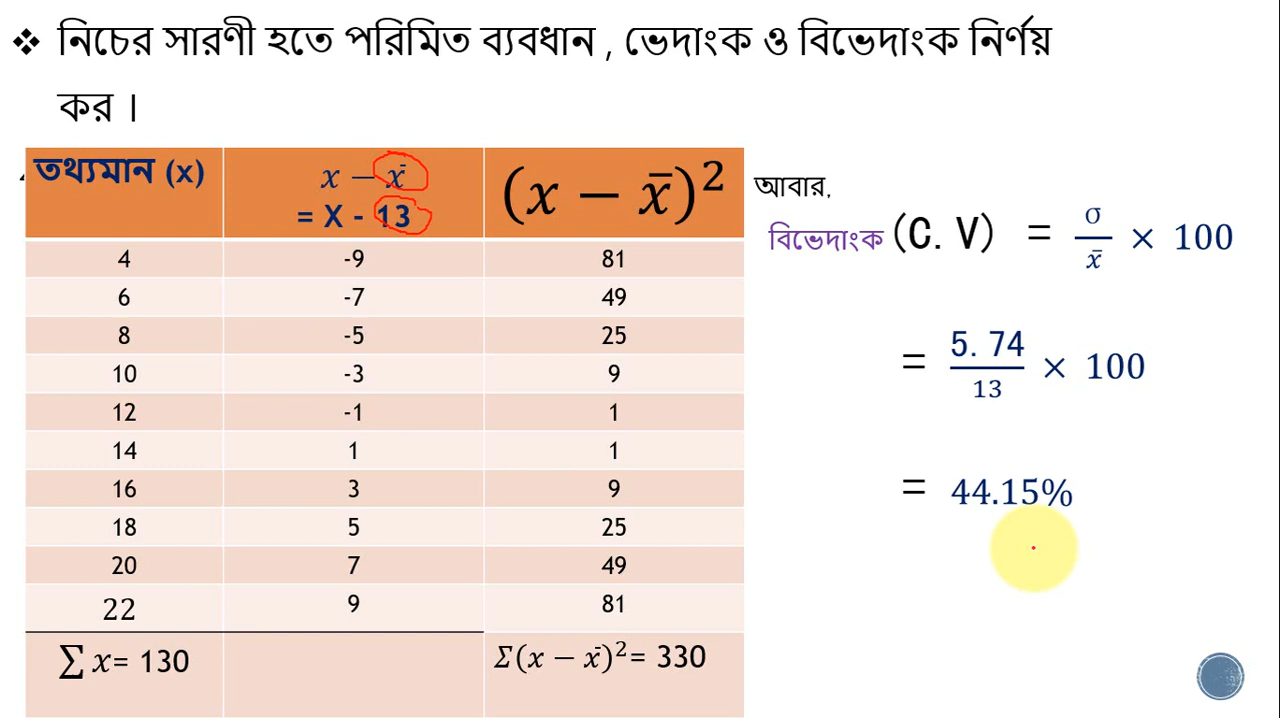 ❖ নিচের সারণী হতে পরিমিত ব্যবধান , ভেদাংক ও বিভেদাংক নির্ণয়
কর ।
তথ্যমান (x) x − x̄ (x − x̄)²
= X - 13
4 -9 81
6 -7 49
8 -5 25
10 -3 9
12 -1 1
14 1 1
16 3 9
18 5 25
20 7 49
22 9 81
∑ x= 130 Σ(x − x̄)²= 330
আবার,
বিভেদাংক (C. V) = σ/x̄ × 100
= 5. 74/13 × 100
= 44.15%